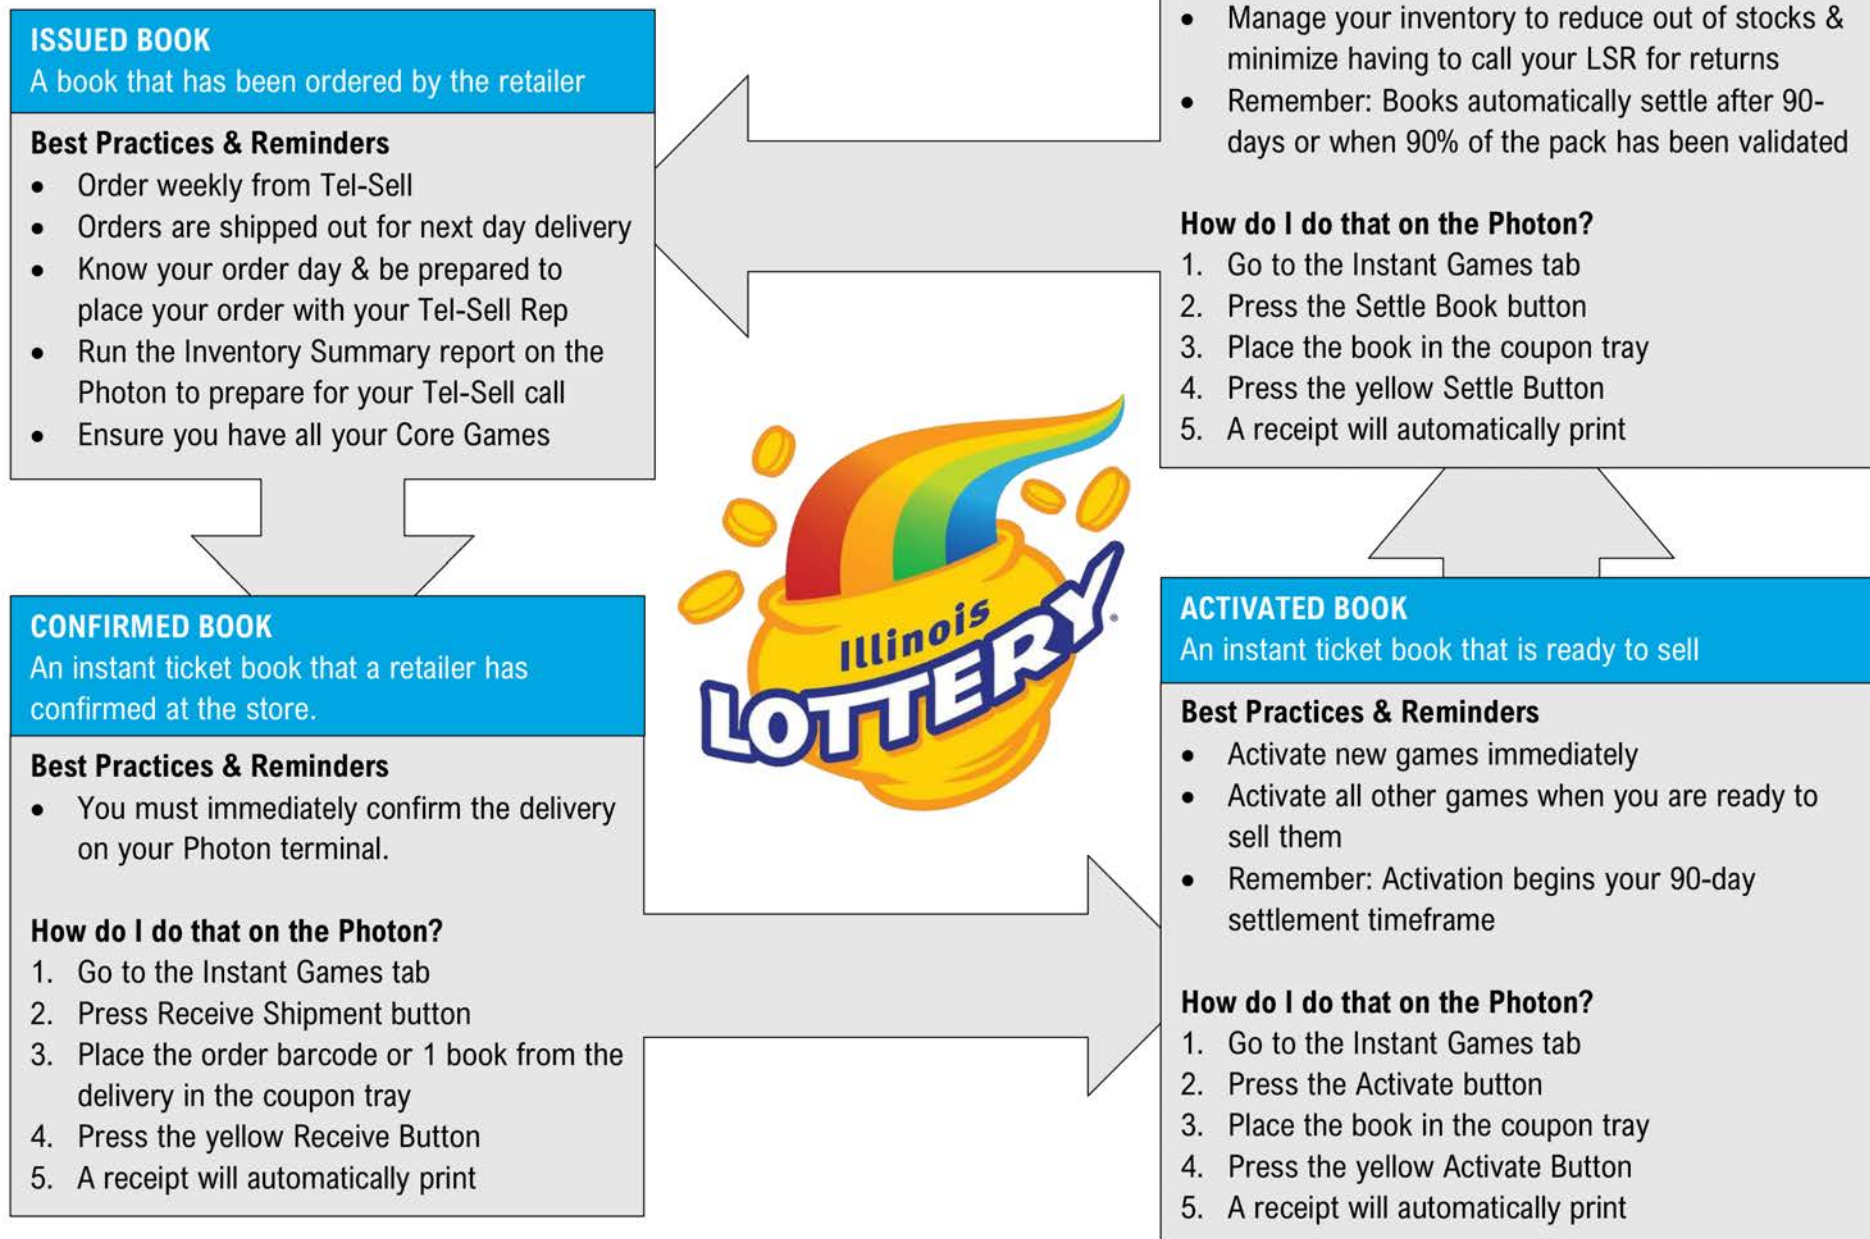 ISSUED BOOK
A book that has been ordered by the retailer
Best Practices & Reminders
• Order weekly from Tel-Sell
• Orders are shipped out for next day delivery
• Know your order day & be prepared to
place your order with your Tel-Sell Rep
• Run the Inventory Summary report on the
Photon to prepare for your Tel-Sell call
• Ensure you have all your Core Games
CONFIRMED BOOK
An instant ticket book that a retailer has
confirmed at the store.
Best Practices & Reminders
• You must immediately confirm the delivery
on your Photon terminal.
How do I do that on the Photon?
1. Go to the Instant Games tab
2. Press Receive Shipment button
3. Place the order barcode or 1 book from the
delivery in the coupon tray
4. Press the yellow Receive Button
5. A receipt will automatically print
Illinois
LOTTERY
• Manage your inventory to reduce out of stocks &
minimize having to call your LSR for returns
• Remember: Books automatically settle after 90-
days or when 90% of the pack has been validated
How do I do that on the Photon?
1. Go to the Instant Games tab
2. Press the Settle Book button
3. Place the book in the coupon tray
4. Press the yellow Settle Button
5. A receipt will automatically print
ACTIVATED BOOK
An instant ticket book that is ready to sell
Best Practices & Reminders
• Activate new games immediately
• Activate all other games when you are ready to
sell them
• Remember: Activation begins your 90-day
settlement timeframe
How do I do that on the Photon?
1. Go to the Instant Games tab
2. Press the Activate button
3. Place the book in the coupon tray
4. Press the yellow Activate Button
5. A receipt will automatically print